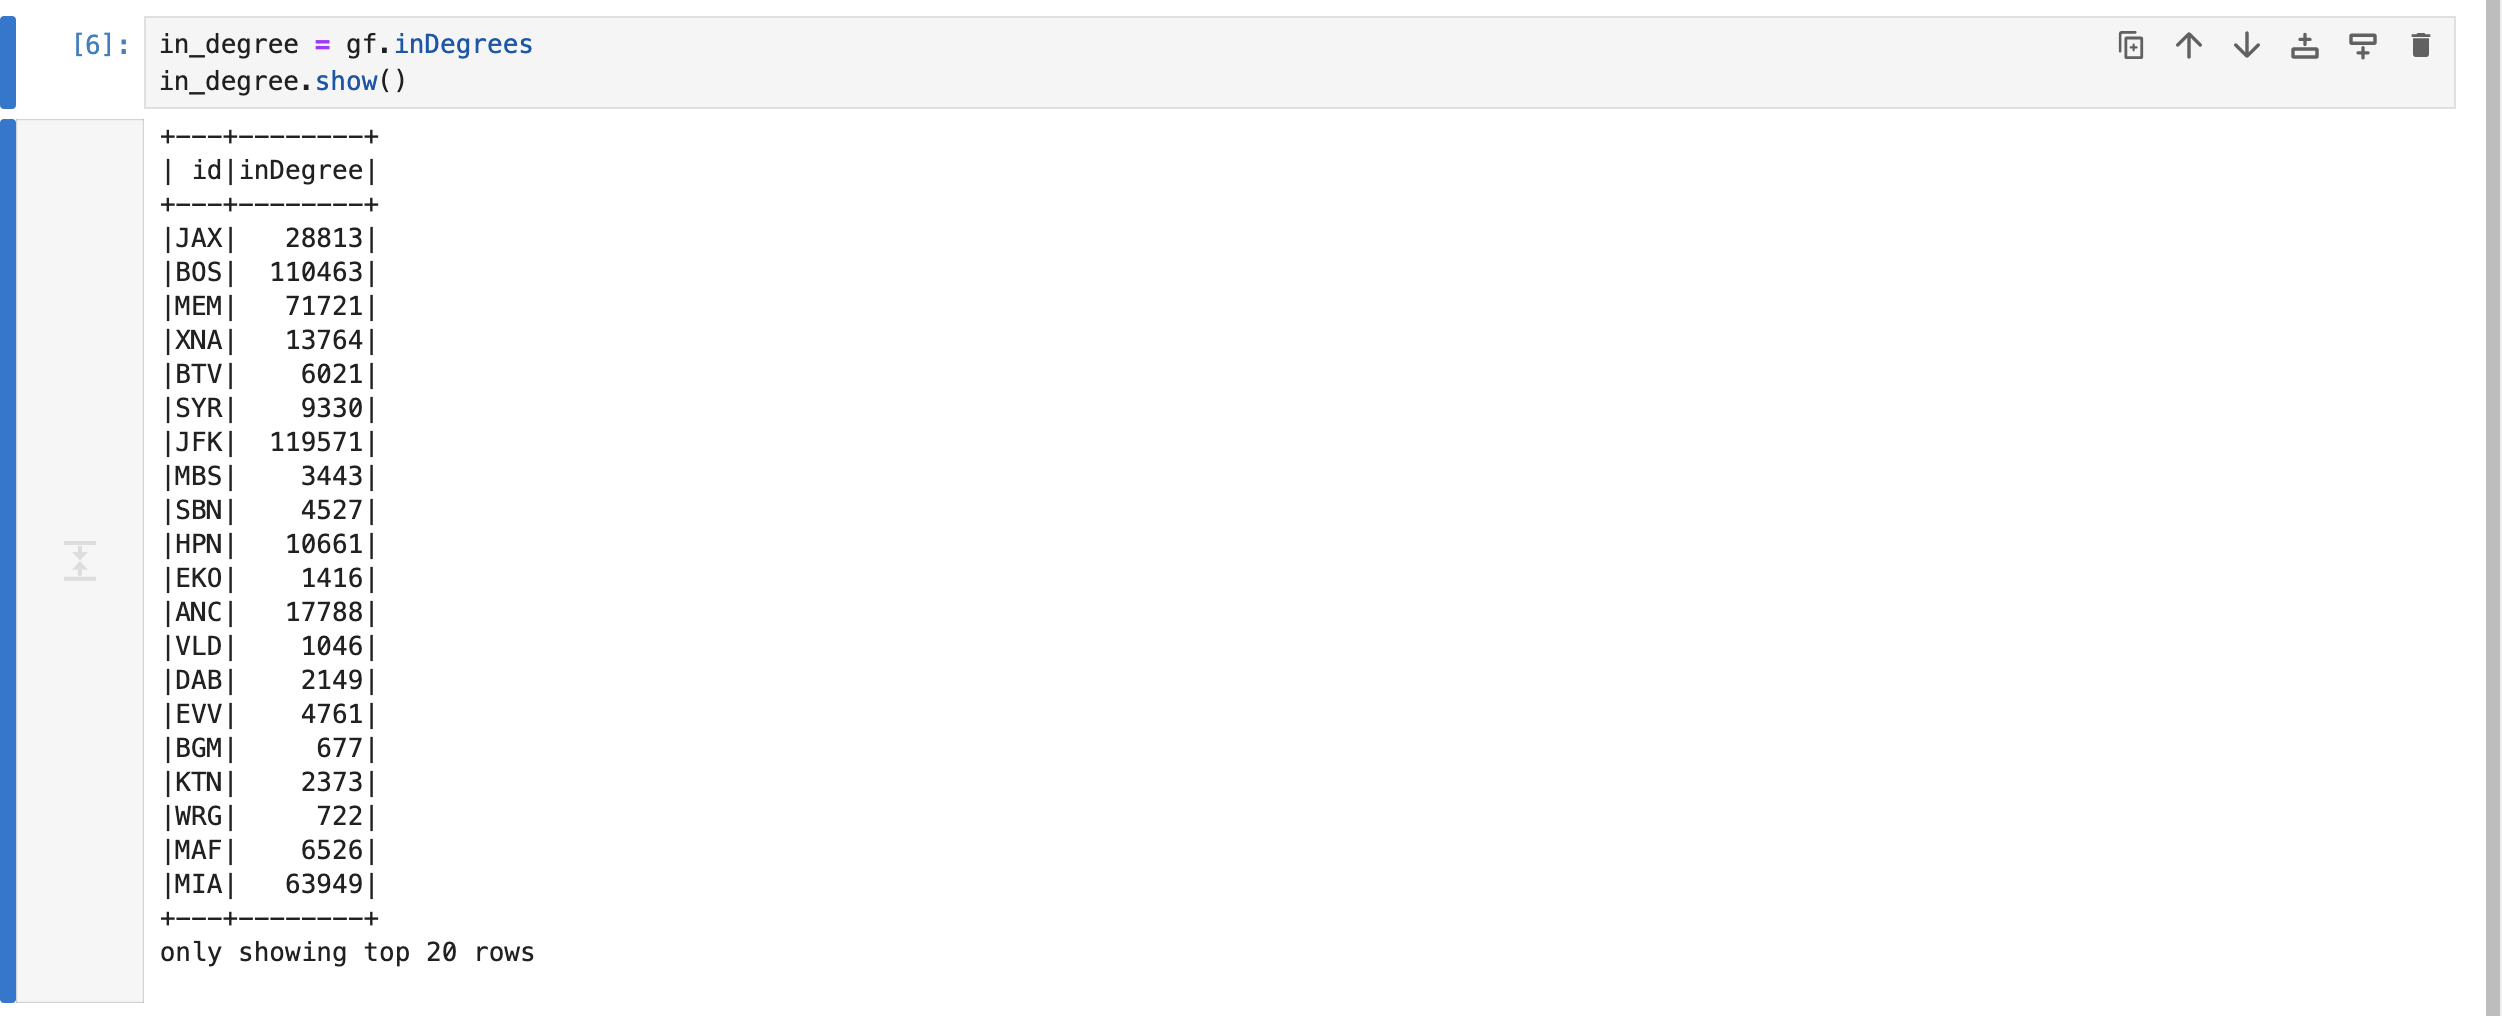 [6]: in_degree = gf.inDegrees
in_degree.show()
+---+--------+
| id|inDegree|
+---+--------+
|JAX|   28813|
|BOS|  110463|
|MEM|   71721|
|XNA|   13764|
|BTV|    6021|
|SYR|    9330|
|JFK|  119571|
|MBS|    3443|
|SBN|    4527|
|HPN|   10661|
|EKO|    1416|
|ANC|   17788|
|VLD|    1046|
|DAB|    2149|
|EVV|    4761|
|BGM|     677|
|KTN|    2373|
|WRG|     722|
|MAF|    6526|
|MIA|   63949|
+---+--------+
only showing top 20 rows